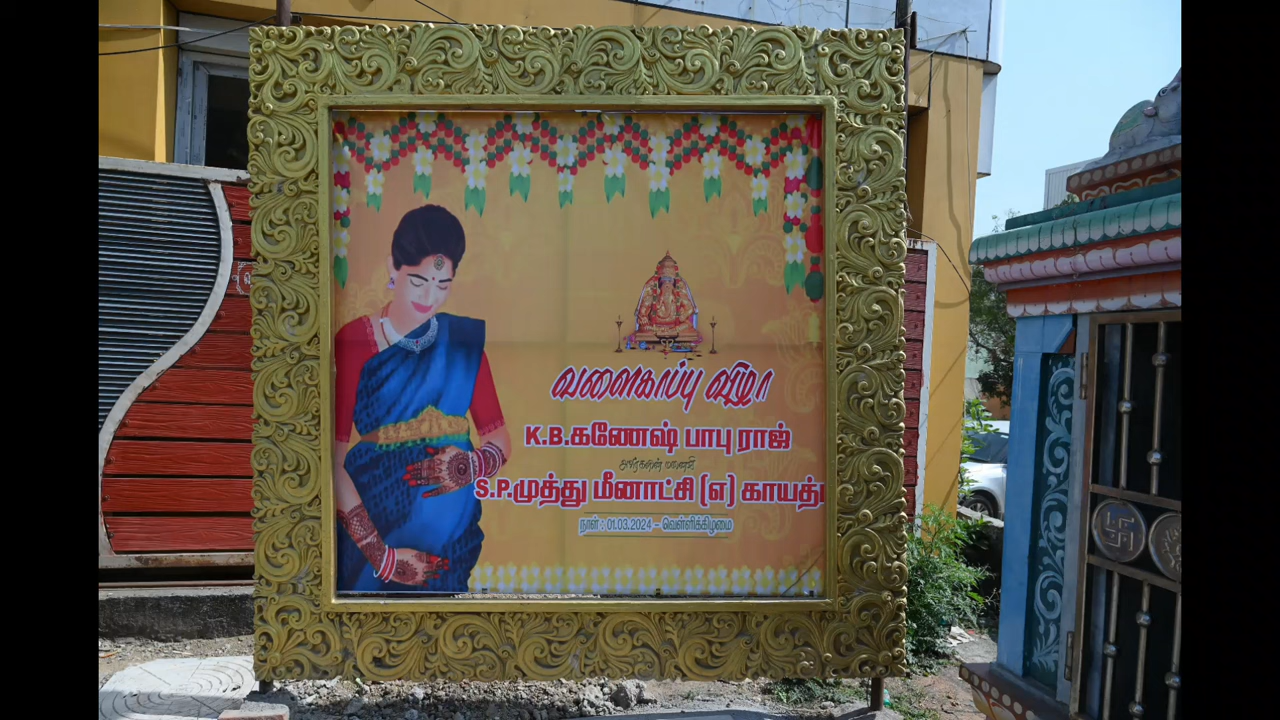 வளைகாப்பு விழா
K.B.கணேஷ் பாபு ராஜ்
அவர்களின் மனைவி
S.P.முத்து மீனாட்சி (எ) காயத்
நாள் : 01.03.2024 – வெள்ளிக்கிழமை